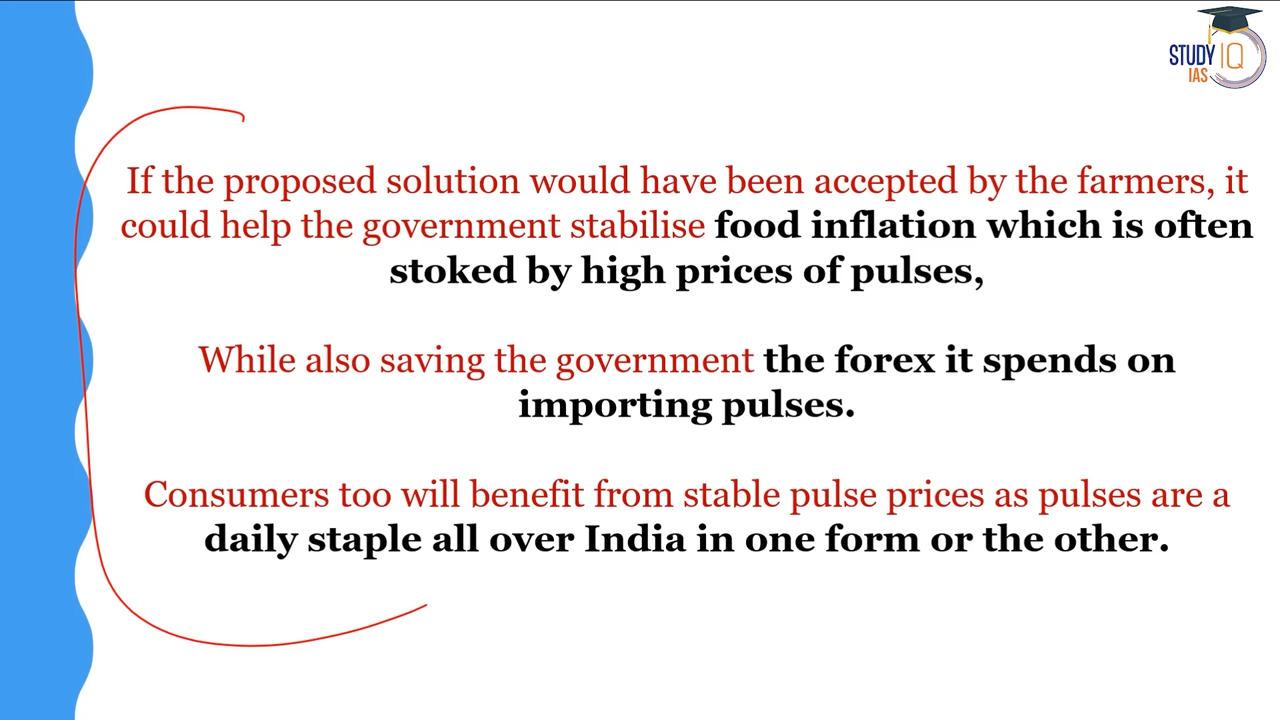 STUDY IQ
IAS
If the proposed solution would have been accepted by the farmers, it
could help the government stabilise food inflation which is often
stoked by high prices of pulses,
While also saving the government the forex it spends on
importing pulses.
Consumers too will benefit from stable pulse prices as pulses are a
daily staple all over India in one form or the other.